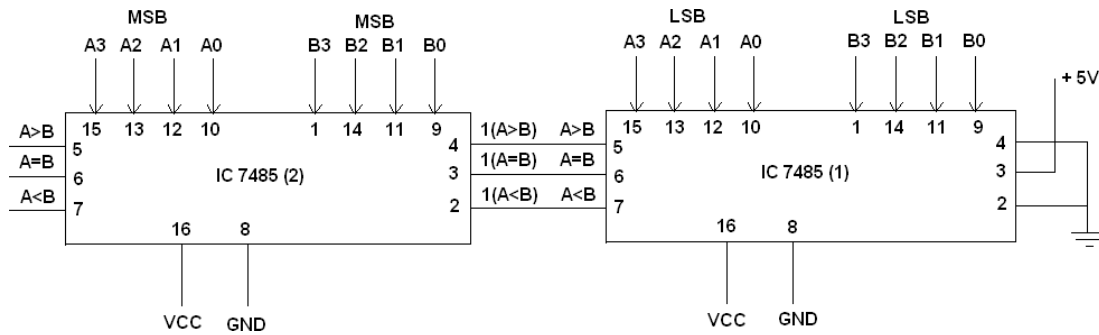 MSB MSB LSB LSB
A3 A2 A1 A0 B3 B2 B1 B0 A3 A2 A1 A0 B3 B2 B1 B0
+ 5V
15 13 12 10 1 14 11 9 15 13 12 10 1 14 11 9
A>B 5 4 1(A>B) A>B 5 4
A=B 6 IC 7485 (2) 3 1(A=B) A=B 6 IC 7485 (1) 3
A<B 7 2 1(A<B) A<B 7 2
16 8 16 8
VCC GND VCC GND